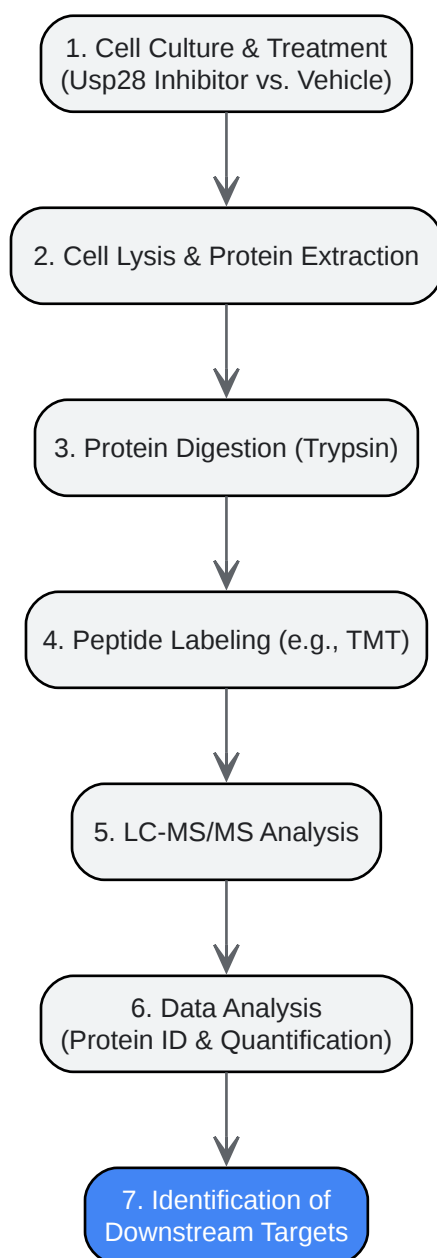 1. Cell Culture & Treatment
(Usp28 Inhibitor vs. Vehicle)
2. Cell Lysis & Protein Extraction
3. Protein Digestion (Trypsin)
4. Peptide Labeling (e.g., TMT)
5. LC-MS/MS Analysis
6. Data Analysis
(Protein ID & Quantification)
7. Identification of
Downstream Targets